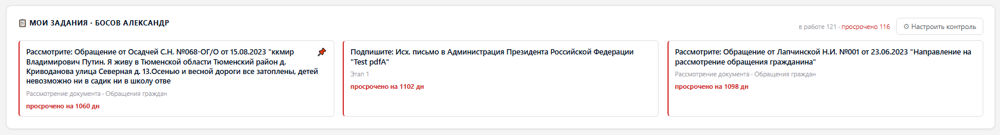 МОИ ЗАДАНИЯ · БОСОВ АЛЕКСАНДР
в работе 121 · просрочено 116
Настроить контроль
Рассмотрите: Обращение от Осадчей С.Н. №068-ОГ/О от 15.08.2023 "ккмир
Владимирович Путин. Я живу в Тюменской области Тюменский район д.
Криводанова улица Северная д. 13.Осенью и весной дороги все затоплены, детей
невозможно ни в садик ни в школу отве
Рассмотрение документа · Обращения граждан
просрочено на 1060 дн
Подпишите: Исх. письмо в Администрация Президента Российской Федерации
"Test pdfA"
Этап 1
просрочено на 1102 дн
Рассмотрите: Обращение от Лапчинской Н.И. №001 от 23.06.2023 "Направление на
рассмотрение обращения гражданина"
Рассмотрение документа · Обращения граждан
просрочено на 1098 дн